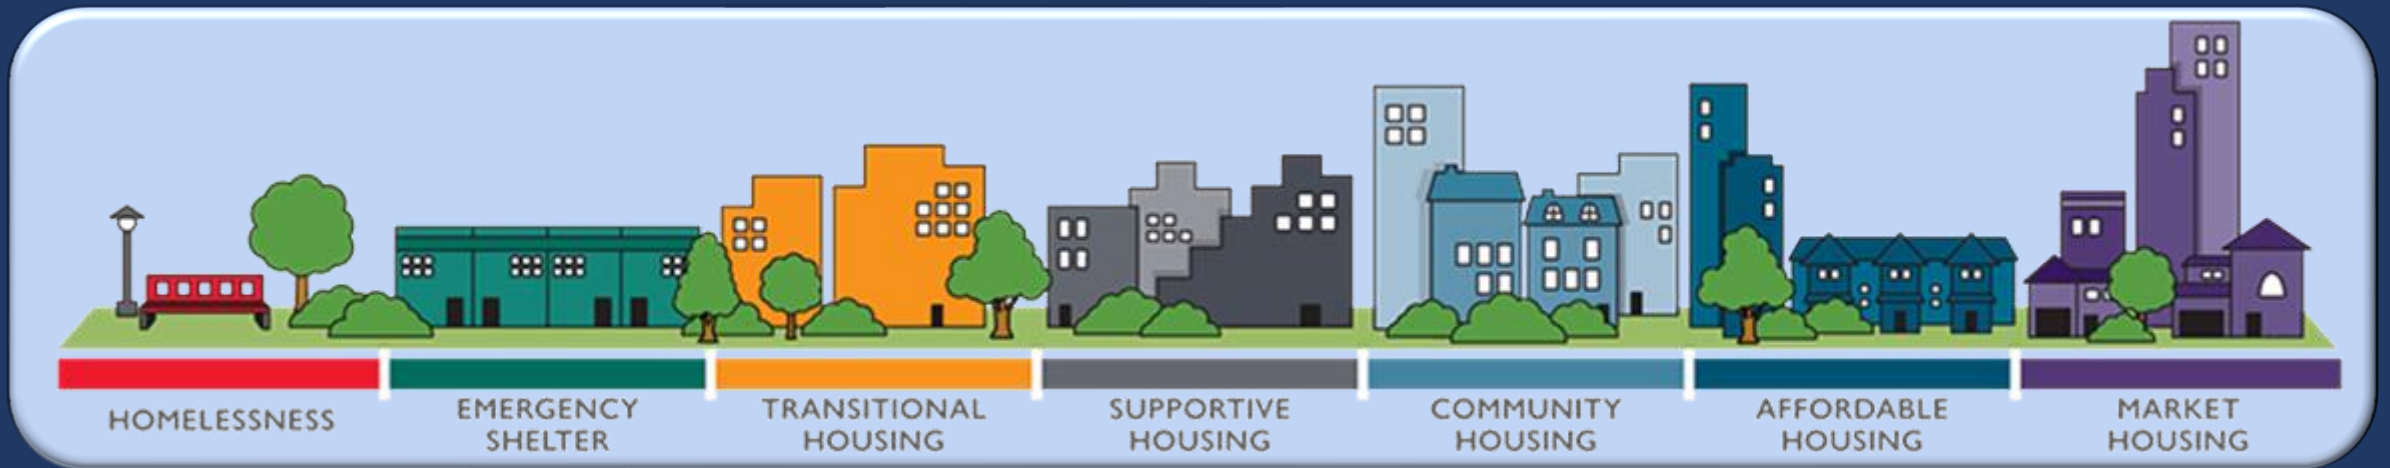 HOMELESSNESS
EMERGENCY
SHELTER
TRANSITIONAL
HOUSING
SUPPORTIVE
HOUSING
COMMUNITY
HOUSING
AFFORDABLE
HOUSING
MARKET
HOUSING